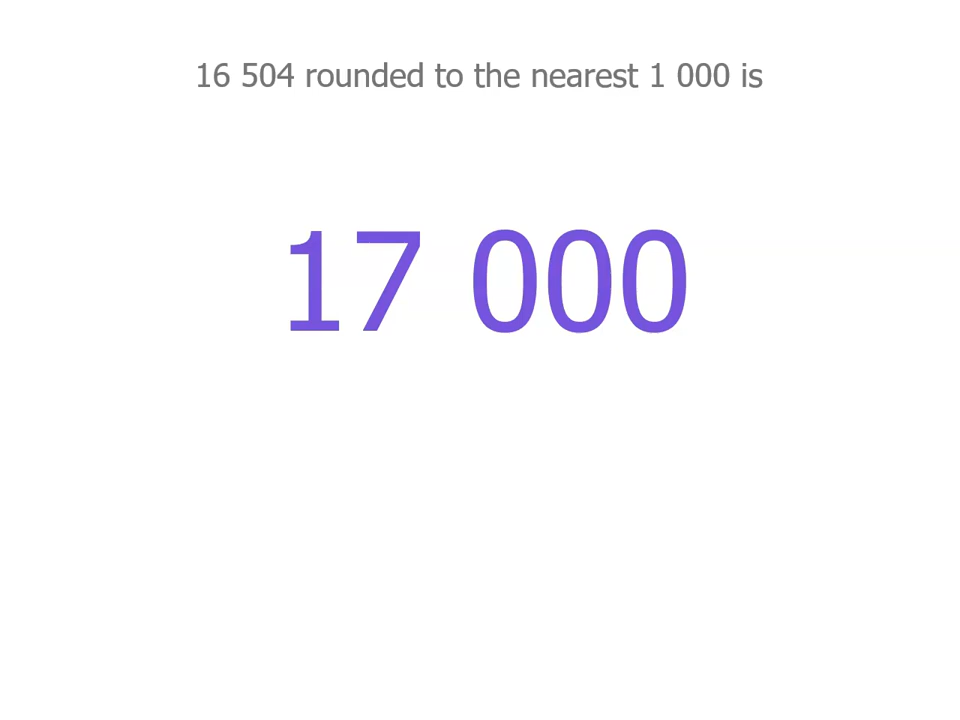 16 504 rounded to the nearest 1 000 is
17 000